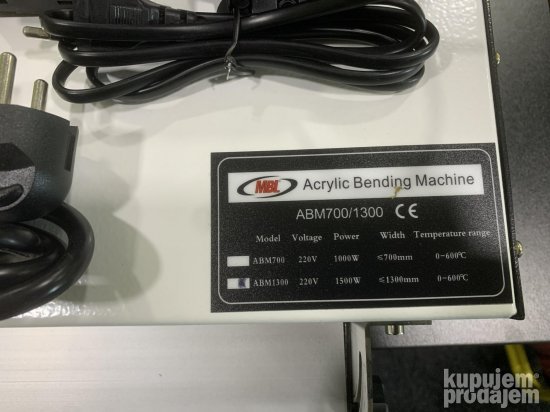 MBL Acrylic Bending Machine
ABM700/1300 CE
Model Voltage Power Width Temperature range
ABM700 220V 1000W ≤700mm 0-600℃
ABM1300 220V 1500W ≤1300mm 0-600℃
kupujem
prodajem